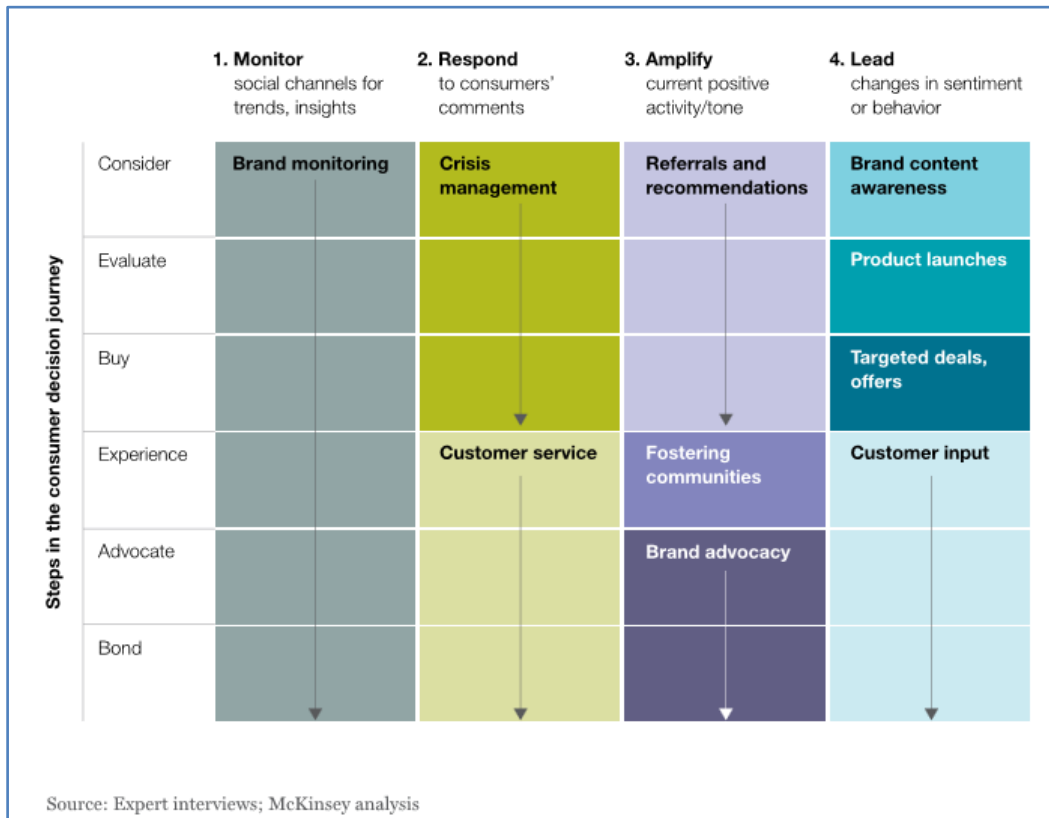 1. Monitor
social channels for
trends, insights
2. Respond
to consumers’
comments
3. Amplify
current positive
activity/tone
4. Lead
changes in sentiment
or behavior
Steps in the consumer decision journey
Consider
Brand monitoring
Crisis
management
Referrals and
recommendations
Brand content
awareness
Evaluate
Product launches
Buy
Targeted deals,
offers
Experience
Customer service
Fostering
communities
Customer input
Advocate
Brand advocacy
Bond
Source: Expert interviews; McKinsey analysis